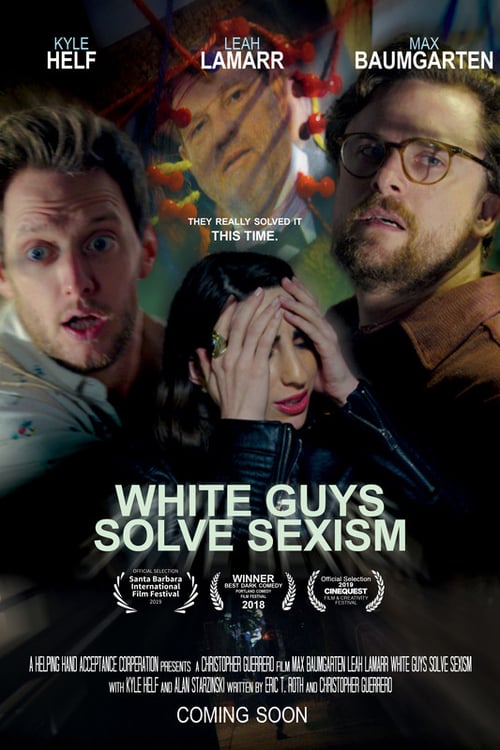 KYLE
HELF
LEAH
LAMARR
MAX
BAUMGARTEN
THEY REALLY SOLVED IT
THIS TIME.
WHITE GUYS
SOLVE SEXISM
OFFICIAL SELECTION
Santa Barbara
International
Film Festival
2019
WINNER
BEST DARK COMEDY
PORTLAND COMEDY
FILM FESTIVAL
2018
Official Selection
2019
CINEQUEST
FILM & CREATIVITY
FESTIVAL
A HELPING HAND ACCEPTANCE CORPERATION PRESENTS A CHRISTOPHER GUERRERO FILM MAX BAUMGARTEN LEAH LAMARR WHITE GUYS SOLVE SEXISM
WITH KYLE HELF AND ALAN STARZINSKI WRITTEN BY ERIC T. ROTH AND CHRISTOPHER GUERRERO
COMING SOON